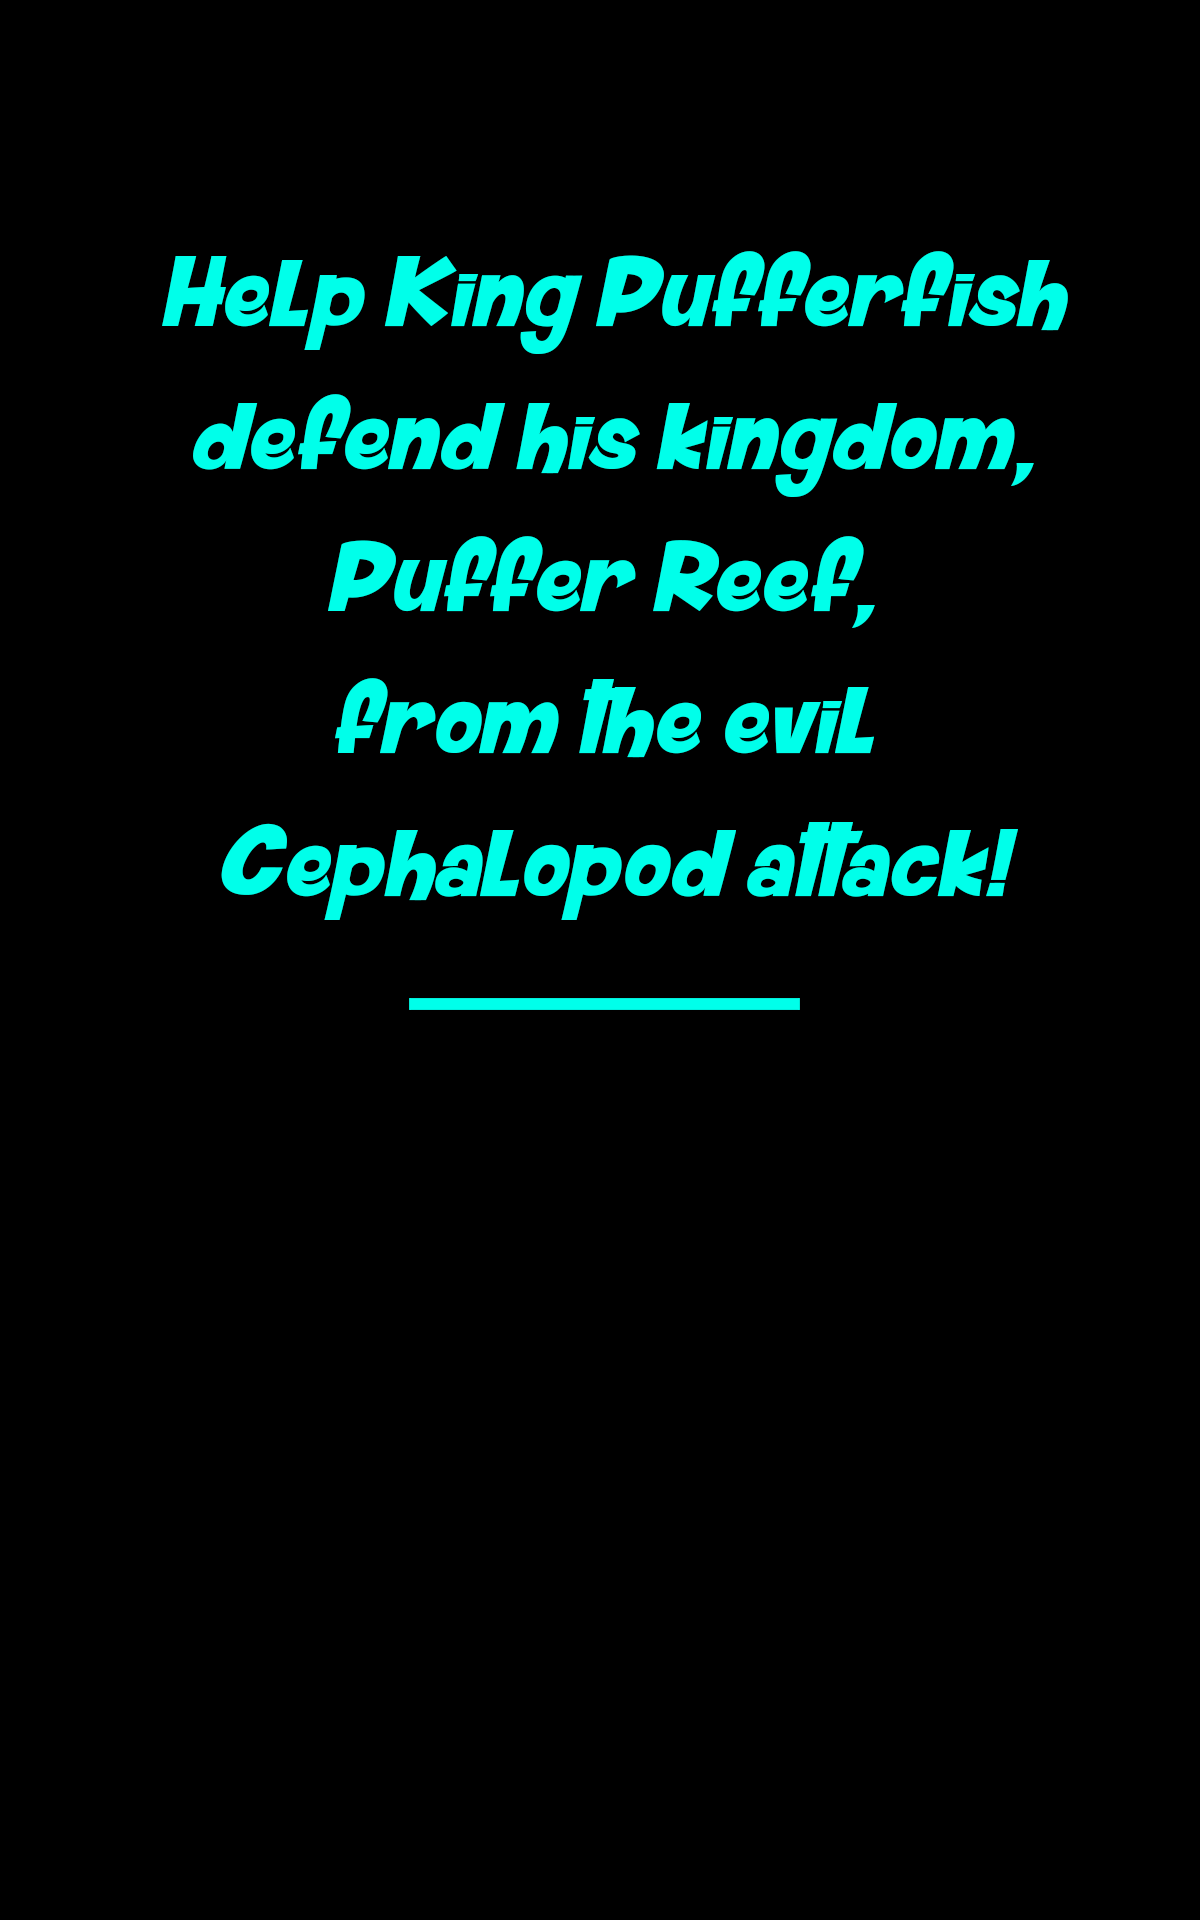 Help King Pufferfish
defend his kingdom,
Puffer Reef,
from the evil
Cephalopod attack!